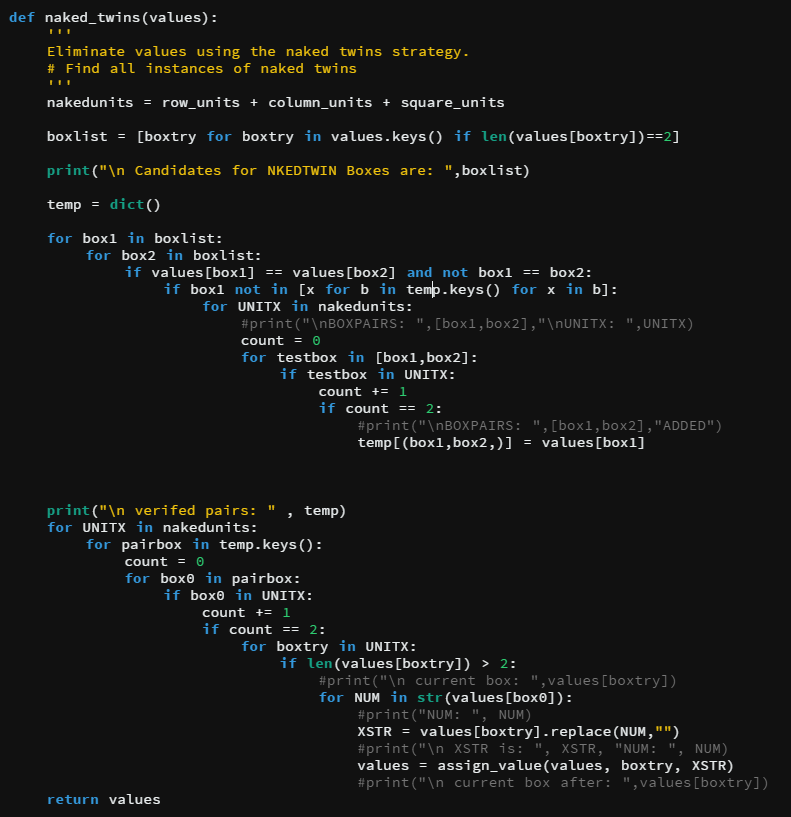 def naked_twins(values):
    '''
    Eliminate values using the naked twins strategy.
    # Find all instances of naked twins
    '''
    nakedunits = row_units + column_units + square_units
    boxlist = [boxtry for boxtry in values.keys() if len(values[boxtry])==2]
    print("\n Candidates for NKEDTWIN Boxes are: ",boxlist)
    temp = dict()
    for box1 in boxlist:
        for box2 in boxlist:
            if values[box1] == values[box2] and not box1 == box2:
                if box1 not in [x for b in temp.keys() for x in b]:
                    for UNITX in nakedunits:
                        #print("\nBOXPAIRS: ",[box1,box2],"\nUNITX: ",UNITX)
                        count = 0
                        for testbox in [box1,box2]:
                            if testbox in UNITX:
                                count += 1
                                if count == 2:
                                    #print("\nBOXPAIRS: ",[box1,box2],"ADDED")
                                    temp[(box1,box2,)] = values[box1]
    print("\n verifed pairs: " , temp)
    for UNITX in nakedunits:
        for pairbox in temp.keys():
            count = 0
            for box0 in pairbox:
                if box0 in UNITX:
                    count += 1
                    if count == 2:
                        for boxtry in UNITX:
                            if len(values[boxtry]) > 2:
                                #print("\n current box: ",values[boxtry])
                                for NUM in str(values[box0]):
                                    #print("NUM: ", NUM)
                                    XSTR = values[boxtry].replace(NUM,"")
                                    #print("\n XSTR is: ", XSTR, "NUM: ", NUM)
                                    values = assign_value(values, boxtry, XSTR)
                                    #print("\n current box after: ",values[boxtry])
    return values